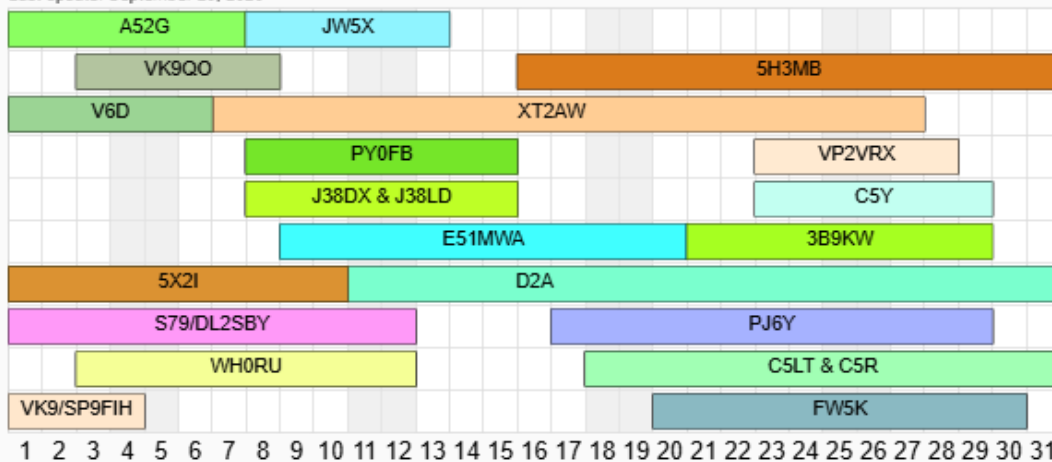 A52G JW5X
VK9QO 5H3MB
V6D XT2AW
PY0FB VP2VRX
J38DX & J38LD C5Y
E51MWA 3B9KW
5X2I D2A
S79/DL2SBY PJ6Y
WH0RU C5LT & C5R
VK9/SP9FIH FW5K
1 2 3 4 5 6 7 8 9 10 11 12 13 14 15 16 17 18 19 20 21 22 23 24 25 26 27 28 29 30 31